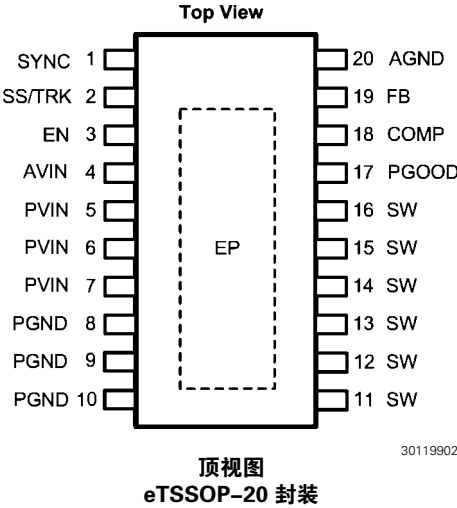 Top View
SYNC 1 20 AGND
SS/TRK 2 19 FB
EN 3 18 COMP
AVIN 4 17 PGOOD
PVIN 5 16 SW
PVIN 6 EP 15 SW
PVIN 7 14 SW
PGND 8 13 SW
PGND 9 12 SW
PGND 10 11 SW
30119902
顶视图
eTSSOP–20 封装